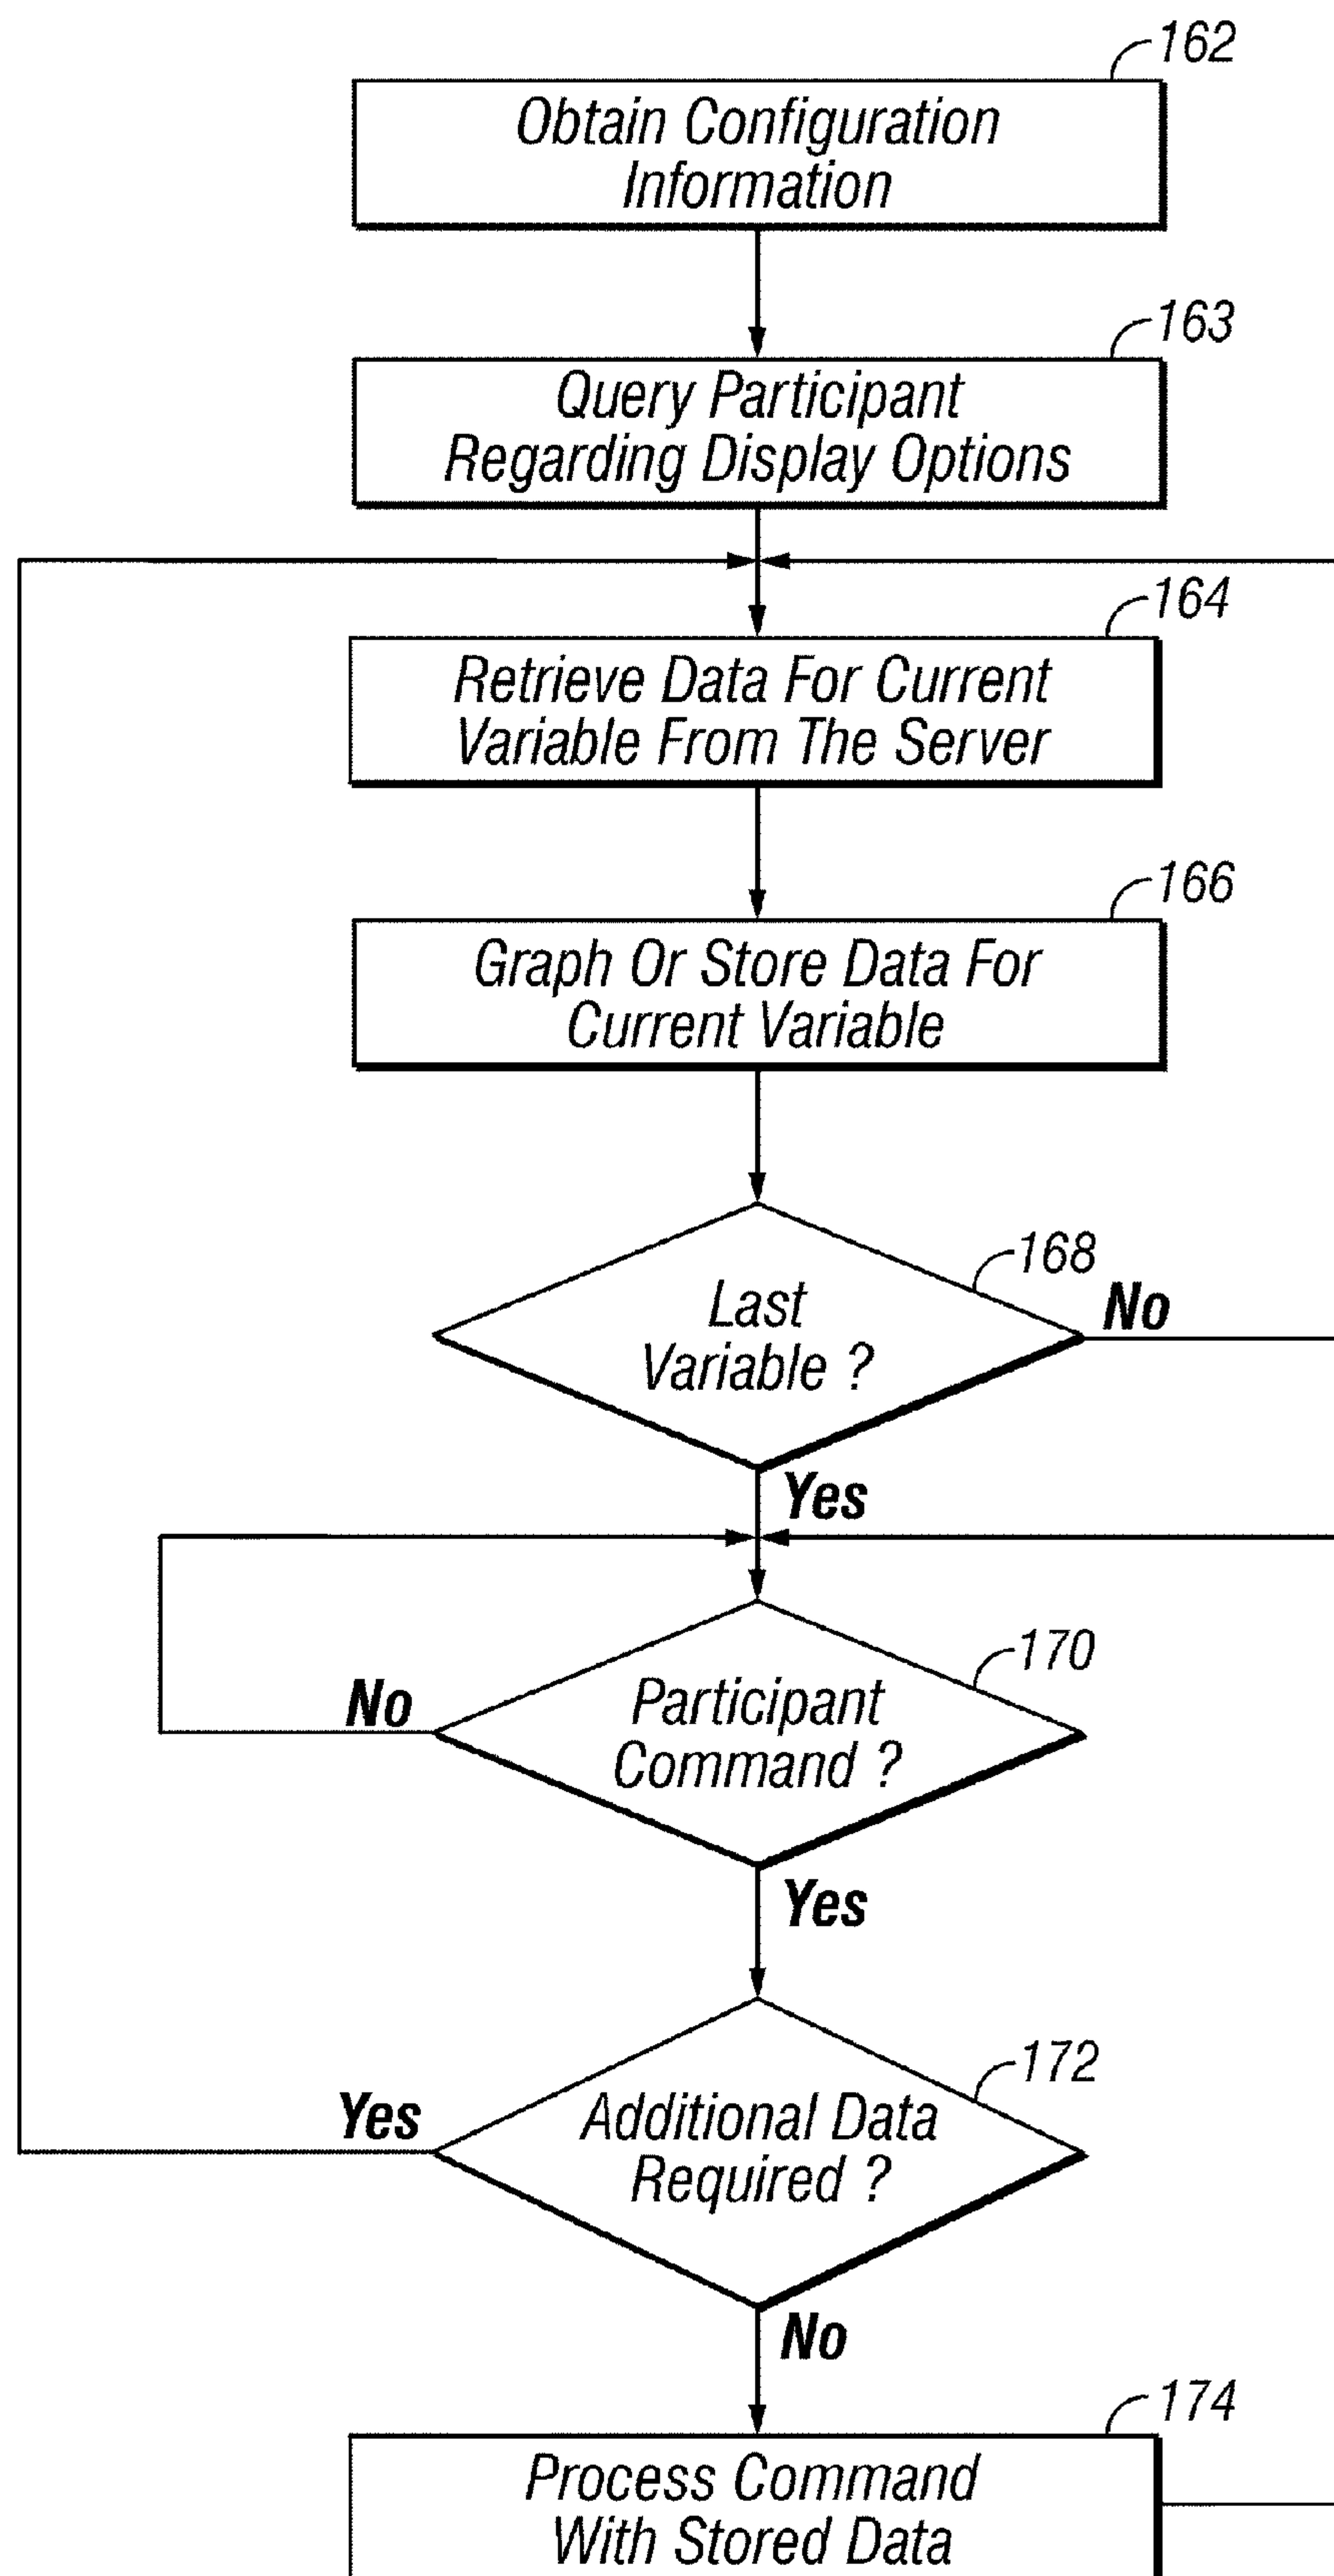 162
Obtain Configuration
Information
163
Query Participant
Regarding Display Options
164
Retrieve Data For Current
Variable From The Server
166
Graph Or Store Data For
Current Variable
168
Last
Variable ?
No
Yes
170
Participant
Command ?
No
Yes
172
Additional Data
Required ?
Yes
No
174
Process Command
With Stored Data